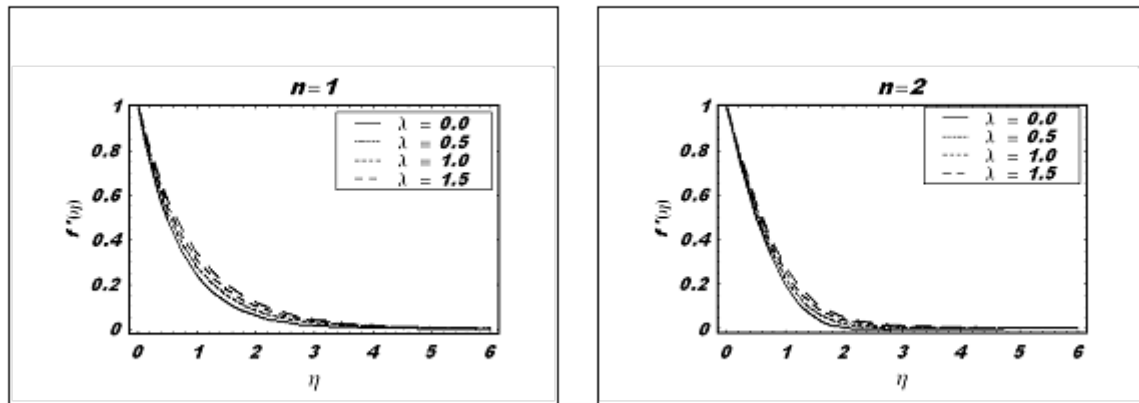 n=1
1
0.8
0.6
0.4
0.2
0
f'(η)
λ = 0.0
λ = 0.5
λ = 1.0
λ = 1.5
0 1 2 3 4 5 6
η
n=2
1
0.8
0.6
0.4
0.2
0
f'(η)
λ = 0.0
λ = 0.5
λ = 1.0
λ = 1.5
0 1 2 3 4 5 6
η